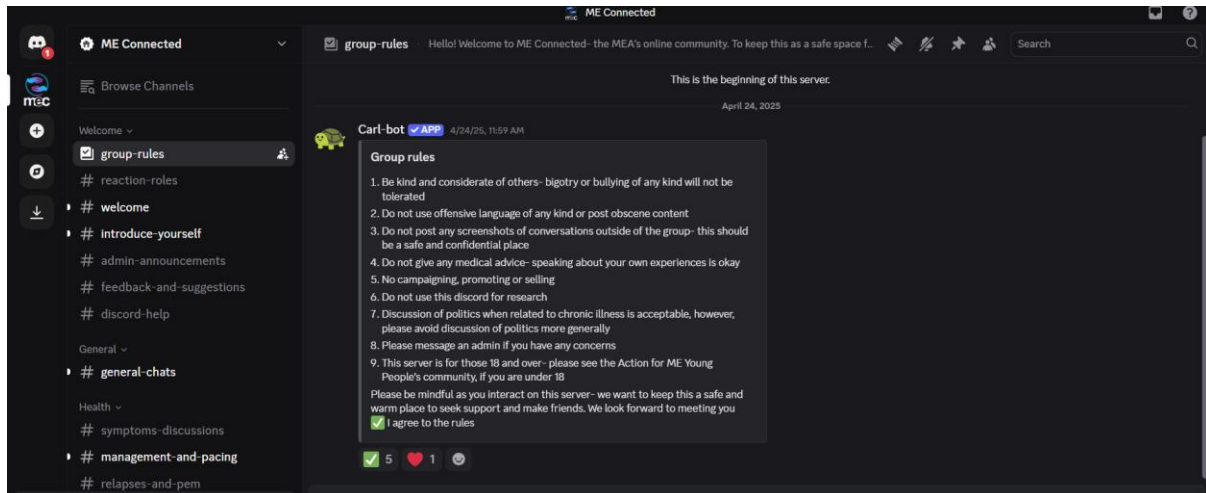 mec ME Connected
1
mec
ME Connected
Browse Channels
Welcome
group-rules
# reaction-roles
# welcome
# introduce-yourself
# admin-announcements
# feedback-and-suggestions
# discord-help
General
# general-chats
Health
# symptoms-discussions
# management-and-pacing
# relapses-and-pem
group-rules Hello! Welcome to ME Connected- the MEA's online community. To keep this as a safe space f...
Search
This is the beginning of this server.
April 24, 2025
Carl-bot ✓ APP 4/24/25, 11:59 AM
Group rules
1. Be kind and considerate of others- bigotry or bullying of any kind will not be
tolerated
2. Do not use offensive language of any kind or post obscene content
3. Do not post any screenshots of conversations outside of the group- this should
be a safe and confidential place
4. Do not give any medical advice- speaking about your own experiences is okay
5. No campaigning, promoting or selling
6. Do not use this discord for research
7. Discussion of politics when related to chronic illness is acceptable, however,
please avoid discussion of politics more generally
8. Please message an admin if you have any concerns
9. This server is for those 18 and over- please see the Action for ME Young
People's community, if you are under 18
Please be mindful as you interact on this server- we want to keep this a safe and
warm place to seek support and make friends. We look forward to meeting you
✅ I agree to the rules
✅ 5 ❤️ 1